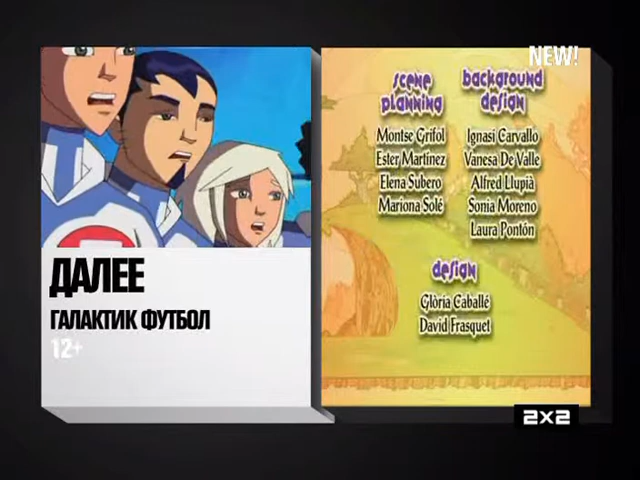 NEW!
ДАЛЕЕ
ГАЛАКТИК ФУТБОЛ
12+
scene planning
Montse Grifol
Ester Martínez
Elena Subero
Mariona Solé
background design
Ignasi Carvallo
Vanesa De Valle
Alfred Llupià
Sonia Moreno
Laura Pontón
design
Glòria Caballé
David Frasquet
2x2